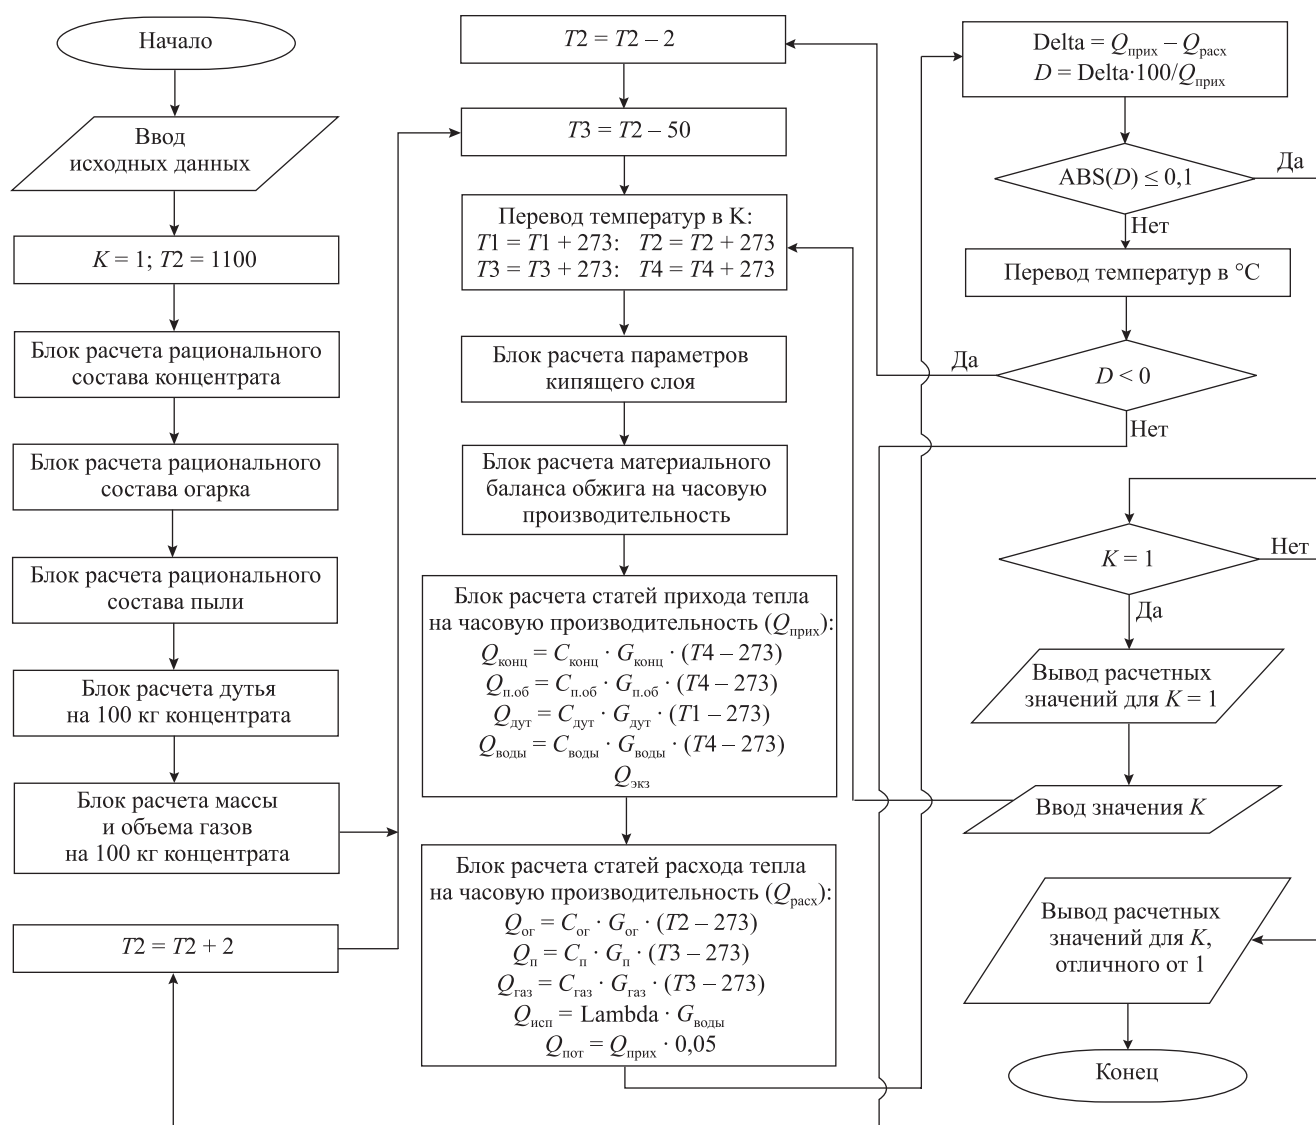 Начало
Ввод
исходных данных
K = 1; T2 = 1100
Блок расчета рационального
состава концентрата
Блок расчета рационального
состава огарка
Блок расчета рационального
состава пыли
Блок расчета дутья
на 100 кг концентрата
Блок расчета массы
и объема газов
на 100 кг концентрата
T2 = T2 + 2
T2 = T2 – 2
T3 = T2 – 50
Перевод температур в K:
T1 = T1 + 273: T2 = T2 + 273
T3 = T3 + 273: T4 = T4 + 273
Блок расчета параметров
кипящего слоя
Блок расчета материального
баланса обжига на часовую
производительность
Блок расчета статей прихода тепла
на часовую производительность (Qприх):
Qконц = Cконц · Gконц · (T4 – 273)
Qп.об = Cп.об · Gп.об · (T4 – 273)
Qдут = Cдут · Gдут · (T1 – 273)
Qводы = Cводы · Gводы · (T4 – 273)
Qэкз
Блок расчета статей расхода тепла
на часовую производительность (Qрасх):
Qог = Cог · Gог · (T2 – 273)
Qп = Cп · Gп · (T3 – 273)
Qгаз = Cгаз · Gгаз · (T3 – 273)
Qисп = Lambda · Gводы
Qпот = Qприх · 0,05
Delta = Qприх – Qрасх
D = Delta·100/Qприх
ABS(D) ≤ 0,1
Да
Нет
Перевод температур в °C
Да
D < 0
Нет
K = 1
Нет
Да
Вывод расчетных
значений для K = 1
Ввод значения K
Вывод расчетных
значений для K,
отличного от 1
Конец